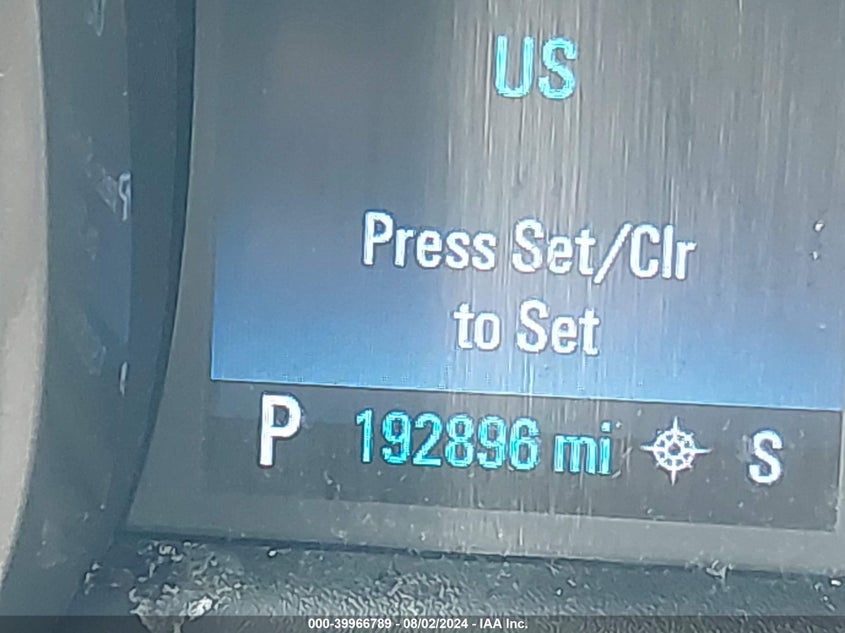 US
Press Set/Clr
to Set
P 192896 mi S
000-39966789 - 08/02/2024 - IAA Inc.